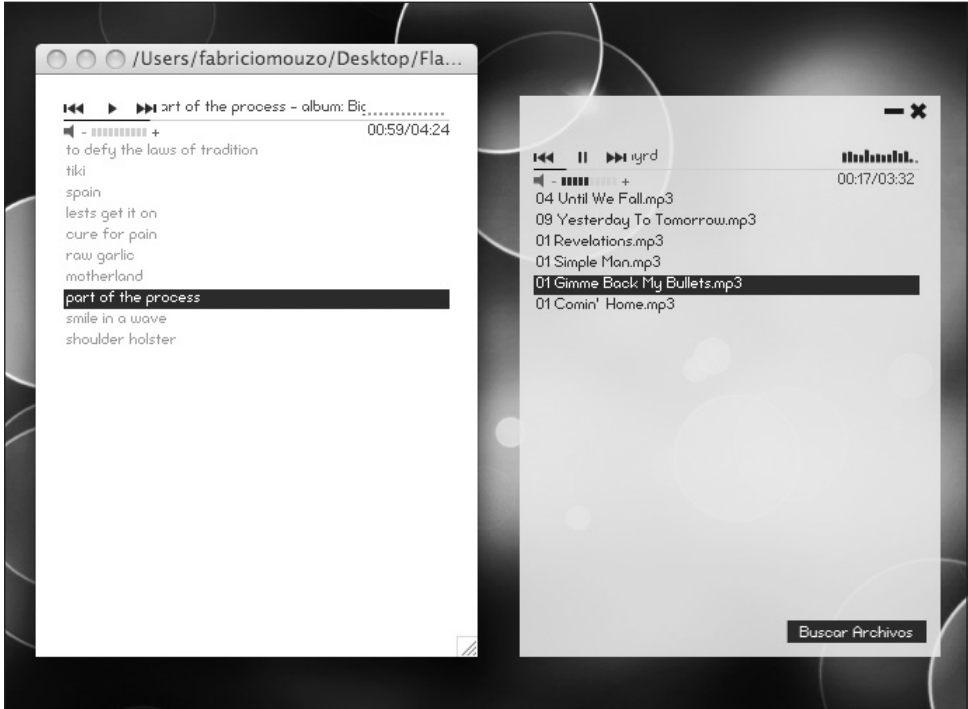 /Users/fabriciomouzo/Desktop/Fla...
art of the process - album: Big
- +
00:59/04:24
to defy the laws of tradition
tiki
spain
lests get it on
cure for pain
raw garlic
motherland
part of the process
smile in a wave
shoulder holster
yrd
- +
00:17/03:32
04 Until We Fall.mp3
09 Yesterday To Tomorrow.mp3
01 Revelations.mp3
01 Simple Man.mp3
01 Gimme Back My Bullets.mp3
01 Comin' Home.mp3
Buscar Archivos